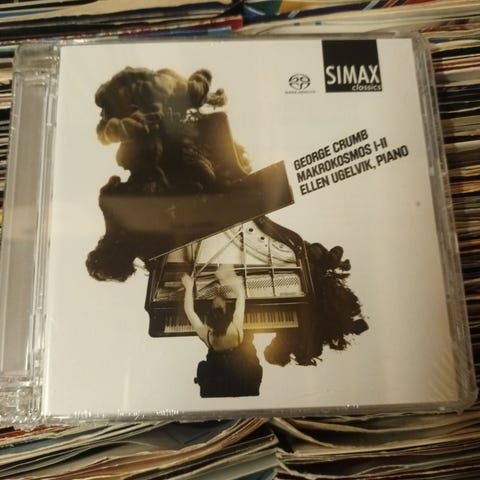 SIMAX
classics
GEORGE CRUMB
MAKROKOSMOS I-II
ELLEN UGELVIK, PIANO